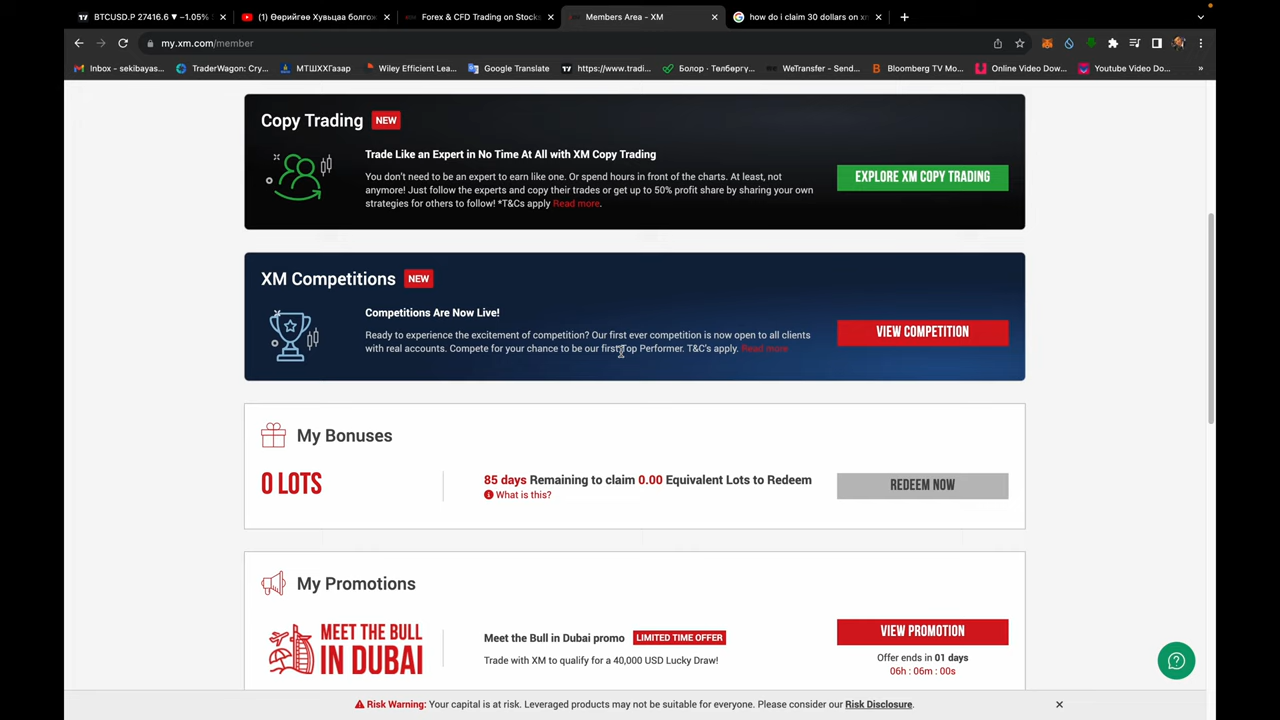 BTCUSD.P 27416.6 ▼ -1.05%
(1) Өөрийгөө Хувьцаа болгож
Forex & CFD Trading on Stocks
Members Area - XM
how do i claim 30 dollars on xm
my.xm.com/member
Inbox - sekibayas...
TraderWagon: Cry...
МТШХХГазар
Wiley Efficient Lea...
Google Translate
https://www.tradi...
Болор - Төлбөргү...
WeTransfer - Send...
Bloomberg TV Mo...
Online Video Dow...
Youtube Video Do...
Copy Trading NEW
Trade Like an Expert in No Time At All with XM Copy Trading
You don't need to be an expert to earn like one. Or spend hours in front of the charts. At least, not
anymore! Just follow the experts and copy their trades or get up to 50% profit share by sharing your own
strategies for others to follow! *T&Cs apply Read more.
EXPLORE XM COPY TRADING
XM Competitions NEW
Competitions Are Now Live!
Ready to experience the excitement of competition? Our first ever competition is now open to all clients
with real accounts. Compete for your chance to be our first Top Performer. T&C's apply. Read more
VIEW COMPETITION
My Bonuses
0 LOTS
85 days Remaining to claim 0.00 Equivalent Lots to Redeem
What is this?
REDEEM NOW
My Promotions
MEET THE BULL
IN DUBAI
Meet the Bull in Dubai promo LIMITED TIME OFFER
Trade with XM to qualify for a 40,000 USD Lucky Draw!
VIEW PROMOTION
Offer ends in 01 days
06h : 06m : 00s
Risk Warning: Your capital is at risk. Leveraged products may not be suitable for everyone. Please consider our Risk Disclosure.